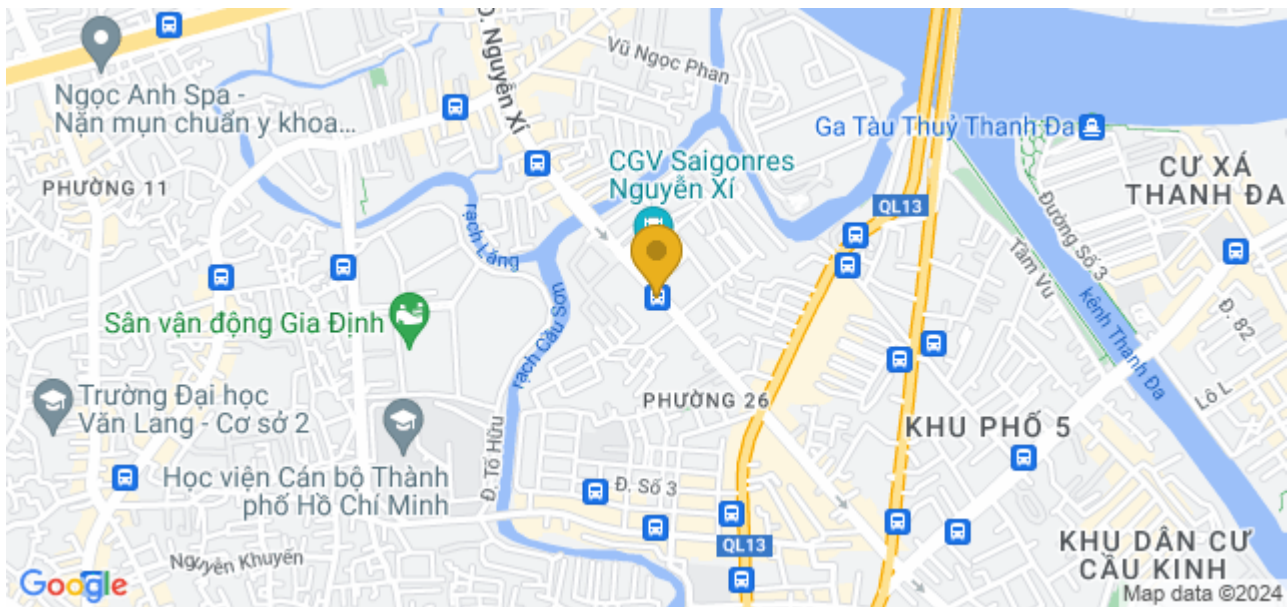 Đ. Nguyễn Xí
Vũ Ngọc Phan
Ngọc Anh Spa -
Nặn mụn chuẩn y khoa...
PHƯỜNG 11
CGV Saigonres
Nguyễn Xí
Ga Tàu Thuỷ Thanh Đa
CƯ XÁ
THANH ĐA
QL13
rạch Lăng
Đường Số 3
Tầm Vu
kênh Thanh Đa
Đ. 82
Sân vận động Gia Định
rạch Cầu Sơn
Trường Đại học
Văn Lang - Cơ sở 2
PHƯỜNG 26
KHU PHỐ 5
Lô L
Học viện Cán bộ Thành
phố Hồ Chí Minh
Đ. Tố Hữu
Đ. Số 3
QL13
KHU DÂN CƯ
CẦU KINH
Nguyễn Khuyến
Google
Map data ©2024